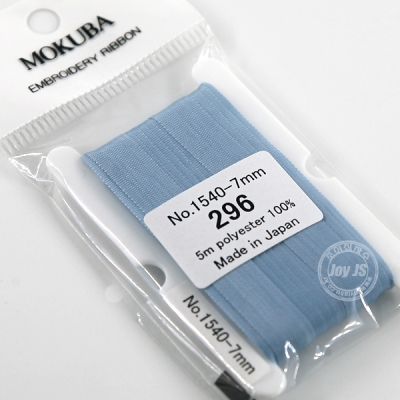 MOKUBA
EMBROIDERY RIBBON
No.1540-7mm
296
5m polyester 100%
Made in Japan
No.1540-7mm
Joy JS